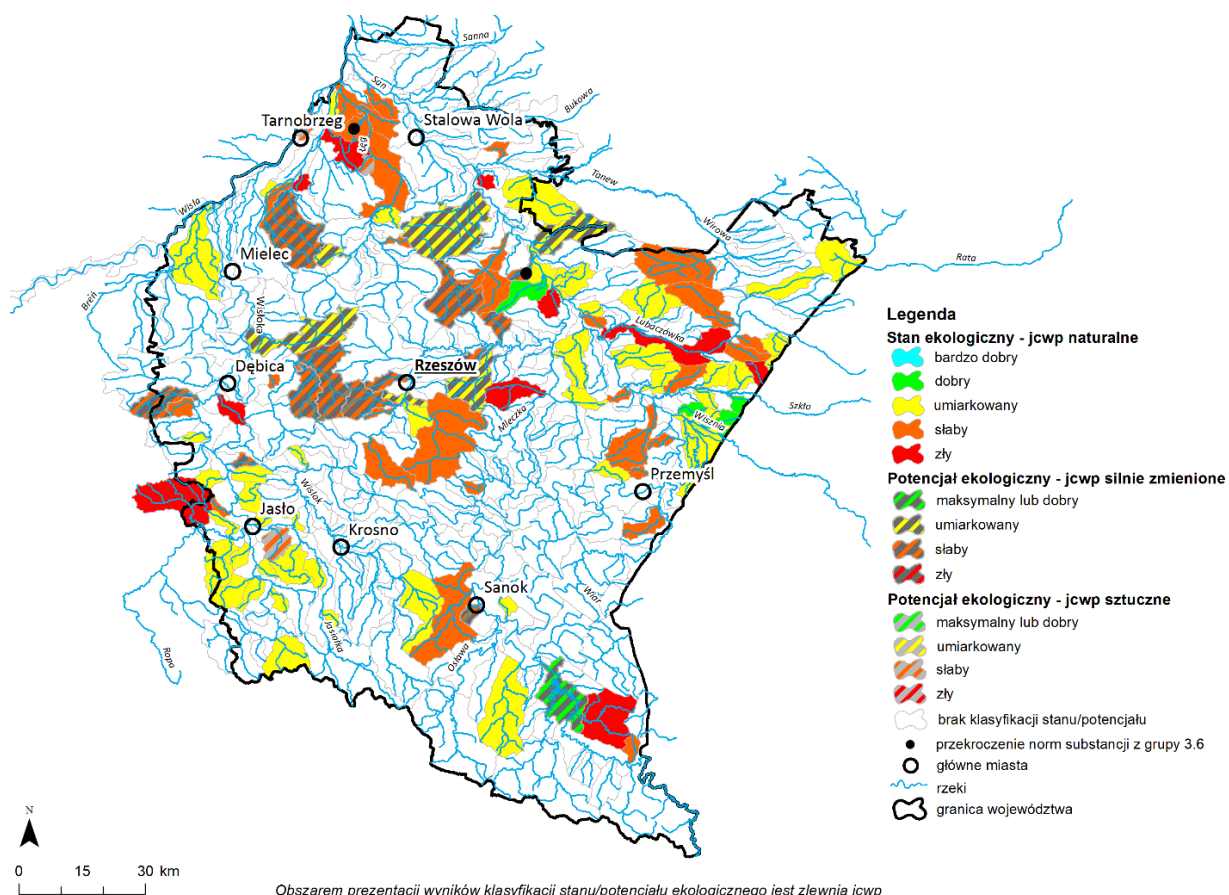 Sanna
San
Bukowa
Tarnobrzeg
Stalowa Wola
Łęg
Tanew
Wisła
Wirowa
Mielec
Rata
Breń
Wisłoka
Lubaczówka
Dębica
Rzeszów
Szkło
Mleczka
Wisznia
Przemyśl
Wisłok
Jasło
Krosno
Sanok
Wiar
Jasiołka
Osława
Ropa
Legenda
Stan ekologiczny - jcwp naturalne
bardzo dobry
dobry
umiarkowany
słaby
zły
Potencjał ekologiczny - jcwp silnie zmienione
maksymalny lub dobry
umiarkowany
słaby
zły
Potencjał ekologiczny - jcwp sztuczne
maksymalny lub dobry
umiarkowany
słaby
zły
brak klasyfikacji stanu/potencjału
przekroczenie norm substancji z grupy 3.6
główne miasta
rzeki
granica województwa
N
0 15 30 km
Obszarem prezentacji wyników klasyfikacji stanu/potencjału ekologicznego jest zlewnia jcwp